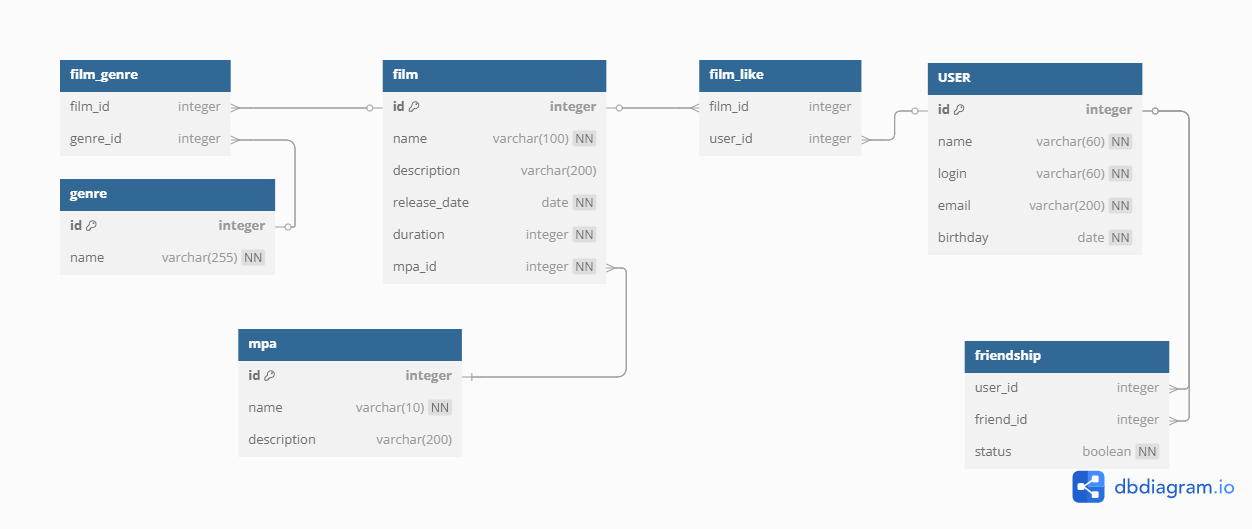 film_genre
film_id integer
genre_id integer
genre
id integer
name varchar(255) NN
film
id integer
name varchar(100) NN
description varchar(200)
release_date date NN
duration integer NN
mpa_id integer NN
mpa
id integer
name varchar(10) NN
description varchar(200)
film_like
film_id integer
user_id integer
USER
id integer
name varchar(60) NN
login varchar(60) NN
email varchar(200) NN
birthday date NN
friendship
user_id integer
friend_id integer
status boolean NN
dbdiagram.io